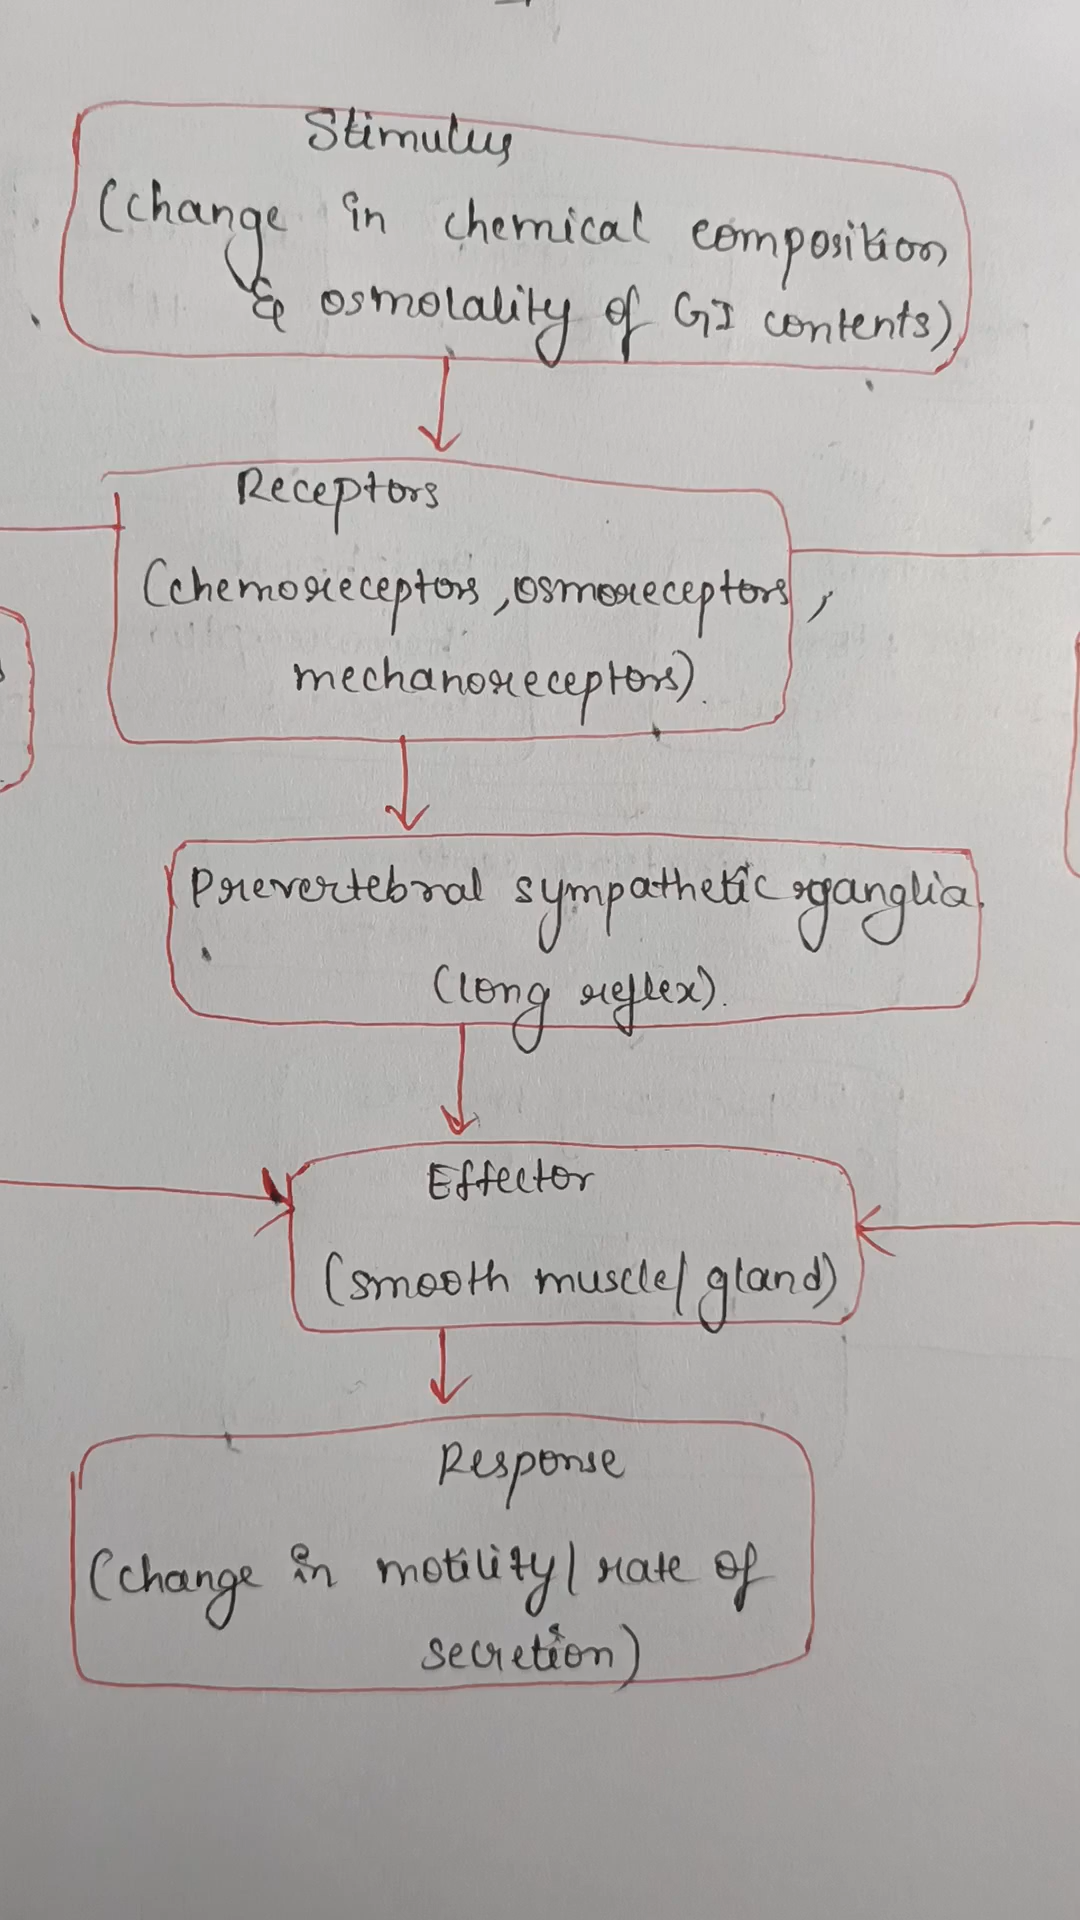 Stimulus
(change in chemical composition
& osmolality of GI contents)
Receptors
(chemoreceptors, osmoreceptors,
mechanoreceptors).
Prevertebral sympathetic ganglia.
(long reflex).
Effector
(smooth muscle/gland)
Response
(change in motility/rate of
secretion)